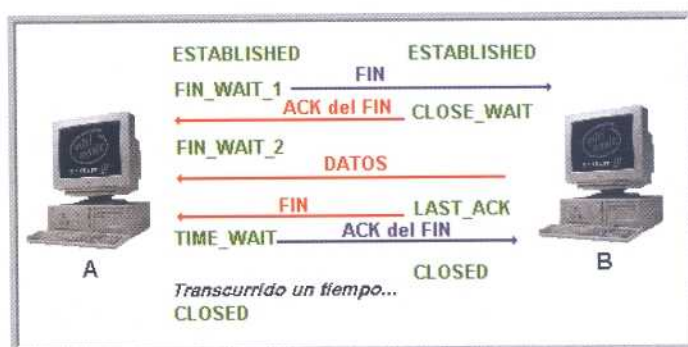 ESTABLISHED ESTABLISHED
FIN
FIN_WAIT_1
ACK del FIN
CLOSE_WAIT
FIN_WAIT_2
DATOS
FIN
LAST_ACK
TIME_WAIT
ACK del FIN
A
B
CLOSED
Transcurrido un tiempo...
CLOSED